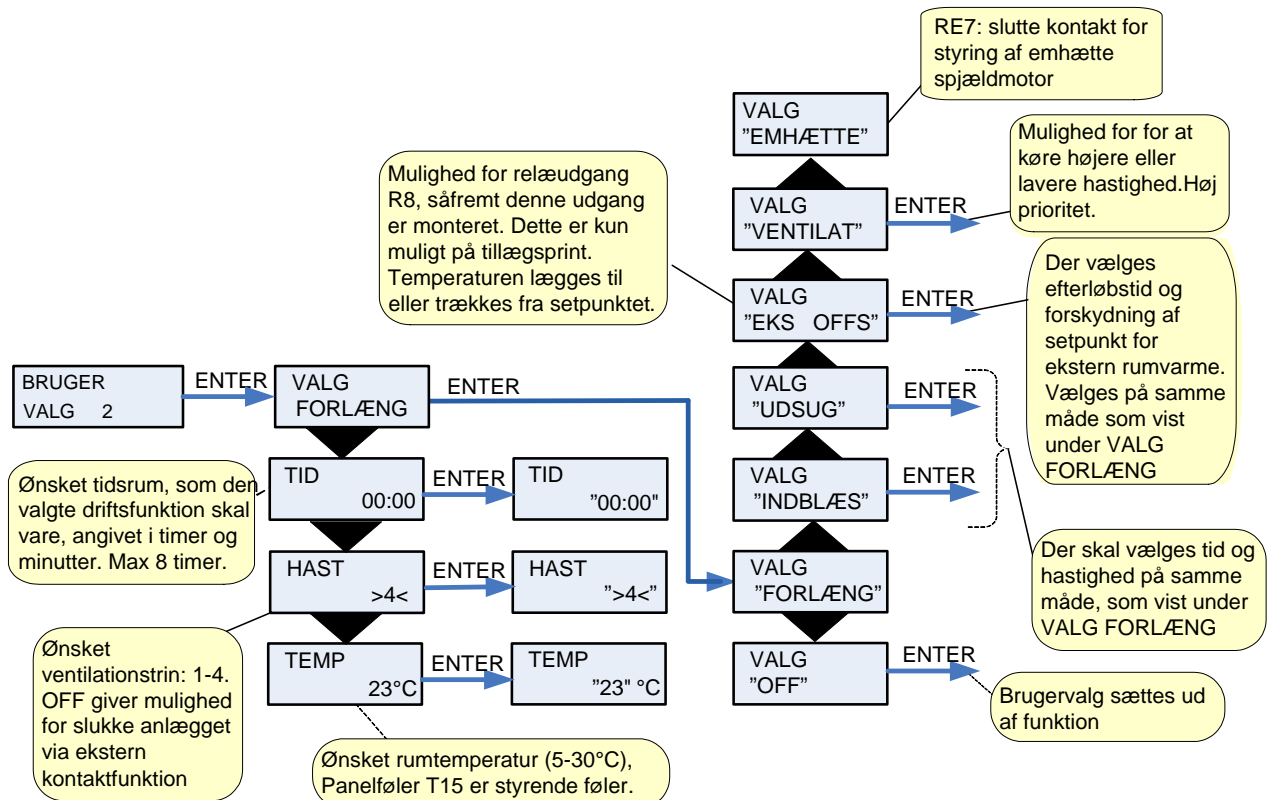 RE7: slutte kontakt for
styring af emhætte
spjældmotor
VALG
"EMHÆTTE"
Mulighed for for at
køre højere eller
lavere hastighed.Høj
prioritet.
Mulighed for relæudgang
R8, såfremt denne udgang
er monteret. Dette er kun
muligt på tillægsprint.
Temperaturen lægges til
eller trækkes fra setpunktet.
VALG
"VENTILAT"
ENTER
VALG
"EKS OFFS"
ENTER
Der vælges
efterløbstid og
forskydning af
setpunkt for
ekstern rumvarme.
Vælges på samme
måde som vist
under VALG
FORLÆNG
BRUGER
VALG 2
ENTER
VALG
FORLÆNG
ENTER
VALG
"UDSUG"
ENTER
Ønsket tidsrum, som den
valgte driftsfunktion skal
vare, angivet i timer og
minutter. Max 8 timer.
TID
00:00
ENTER
TID
"00:00"
VALG
"INDBLÆS"
ENTER
Der skal vælges tid og
hastighed på samme
måde, som vist under
VALG FORLÆNG
HAST
>4<
ENTER
HAST
">4<"
VALG
"FORLÆNG"
Ønsket
ventilationstrin: 1-4.
OFF giver mulighed
for slukke anlægget
via ekstern
kontaktfunktion
TEMP
23°C
ENTER
TEMP
"23" °C
VALG
"OFF"
ENTER
Brugervalg sættes ud
af funktion
Ønsket rumtemperatur (5-30°C),
Panelføler T15 er styrende føler.